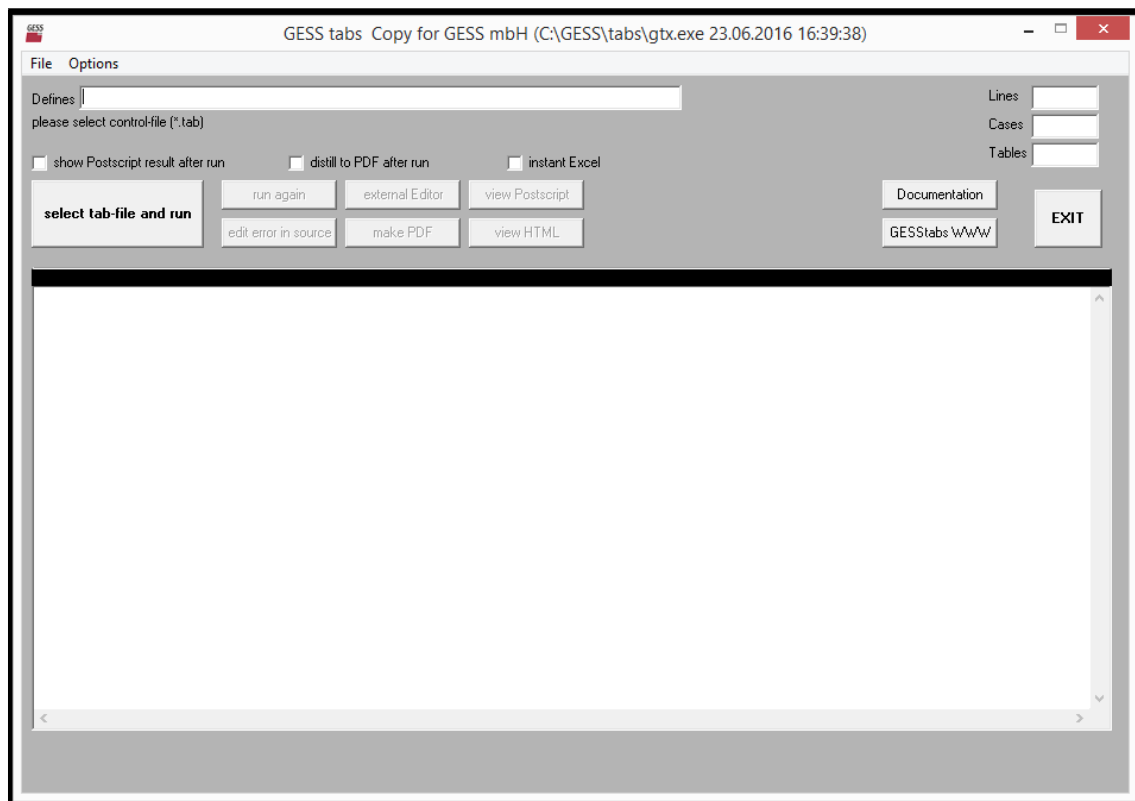 GESS
GESS tabs Copy for GESS mbH (C:\GESS\tabs\gtx.exe 23.06.2016 16:39:38)
File Options
Defines
Lines
please select control-file (*.tab)
Cases
Tables
show Postscript result after run distill to PDF after run instant Excel
select tab-file and run
run again external Editor view Postscript
Documentation
EXIT
edit error in source make PDF view HTML
GESStabs WWW